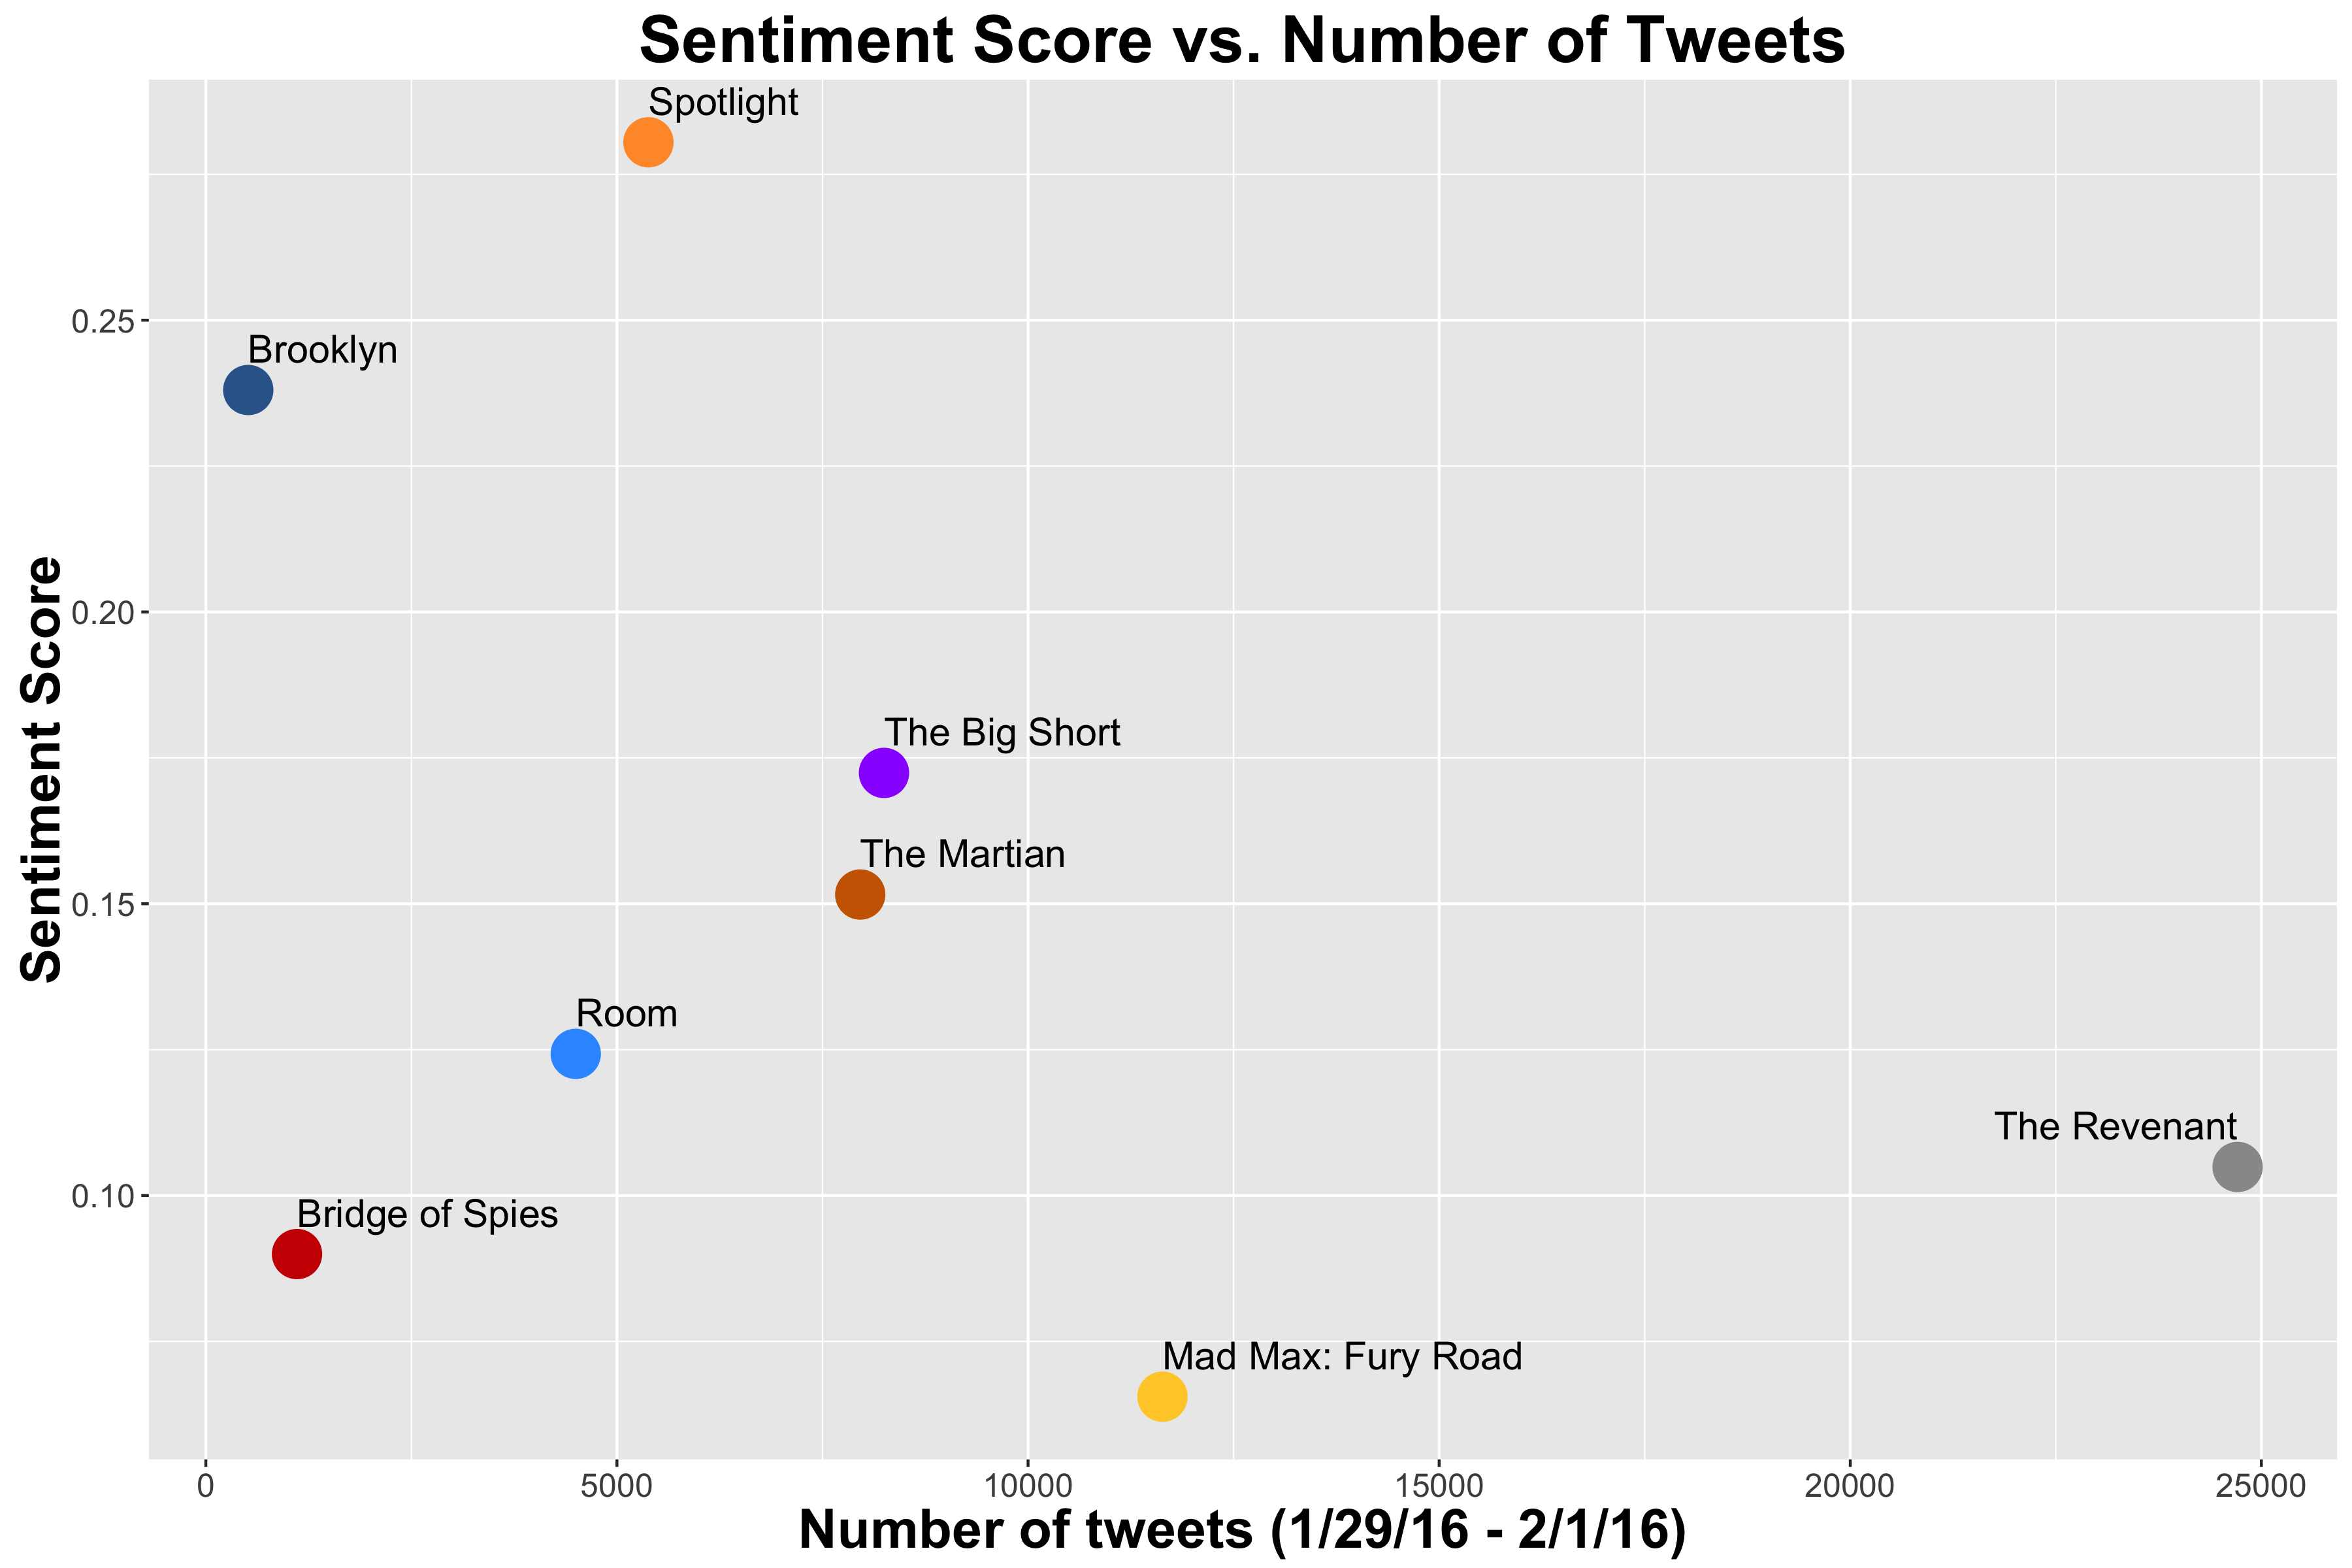 Sentiment Score vs. Number of Tweets
Spotlight
0.25
Brooklyn
Sentiment Score
0.20
The Big Short
The Martian
0.15
Room
The Revenant
0.10
Bridge of Spies
Mad Max: Fury Road
0 5000 10000 15000 20000 25000
Number of tweets (1/29/16 - 2/1/16)